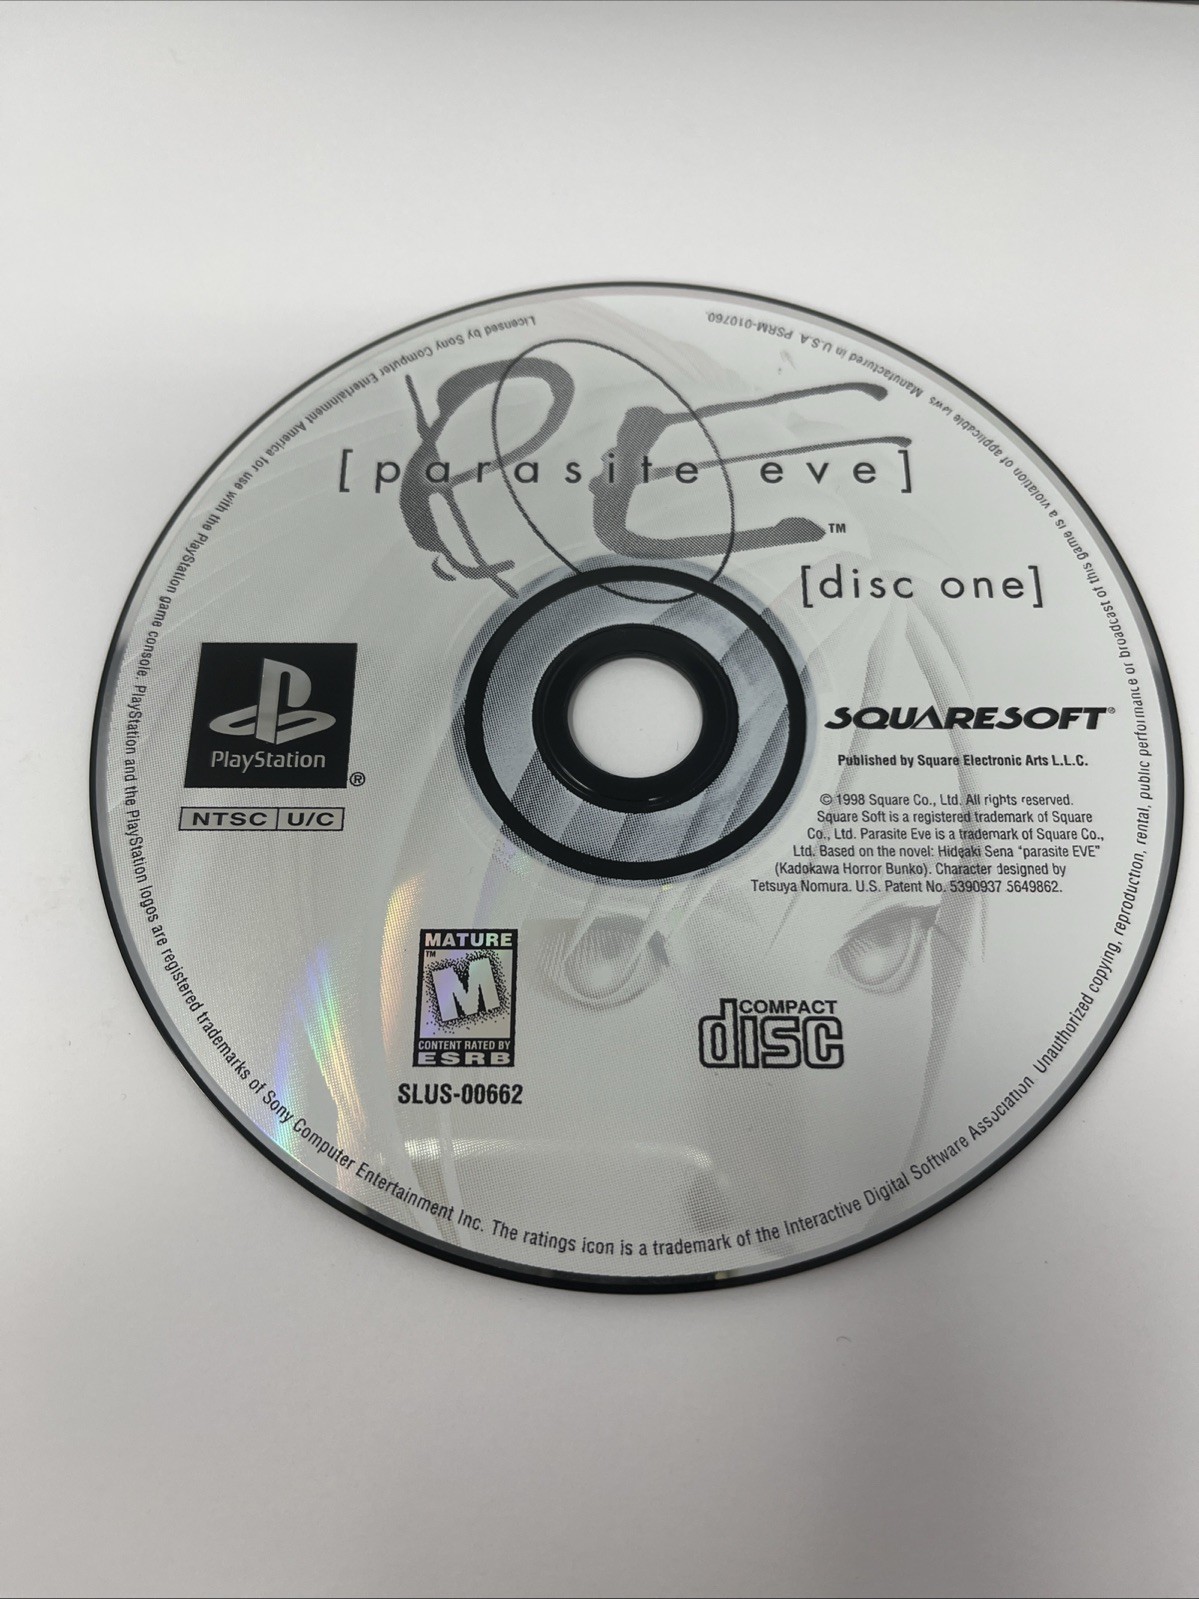 PE
[parasite eve]™
[disc one]
PlayStation®
NTSC U/C
SQUARESOFT®
Published by Square Electronic Arts L.L.C.
© 1998 Square Co., Ltd. All rights reserved.
Square Soft is a registered trademark of Square
Co., Ltd. Parasite Eve is a trademark of Square Co.,
Ltd. Based on the novel: Hideaki Sena "parasite EVE"
(Kadokawa Horror Bunko). Character designed by
Tetsuya Nomura. U.S. Patent No. 5390937 5649862.
MATURE
™
M
CONTENT RATED BY
ESRB
SLUS-00662
COMPACT
disc
Licensed by Sony Computer Entertainment America for use with the PlayStation game console. PlayStation and the PlayStation logos are registered trademarks of Sony Computer Entertainment Inc. The ratings icon is a trademark of the Interactive Digital Software Association. Unauthorized copying, reproduction, rental, public performance or broadcast of this game is a violation of applicable laws. Manufactured in U.S.A. PSRM-010760.